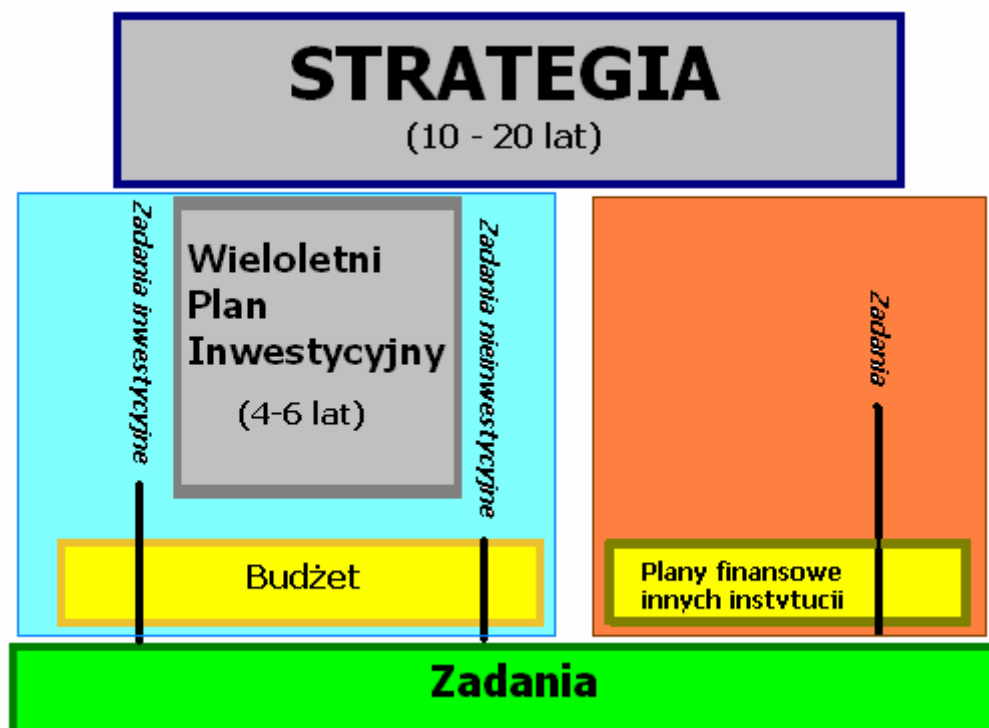 STRATEGIA
(10 - 20 lat)
Zadania inwestycyjne
Wieloletni
Plan
Inwestycyjny
(4-6 lat)
Zadania nieinwestycyjne
Zadania
Budżet
Plany finansowe
innych instytucji
Zadania